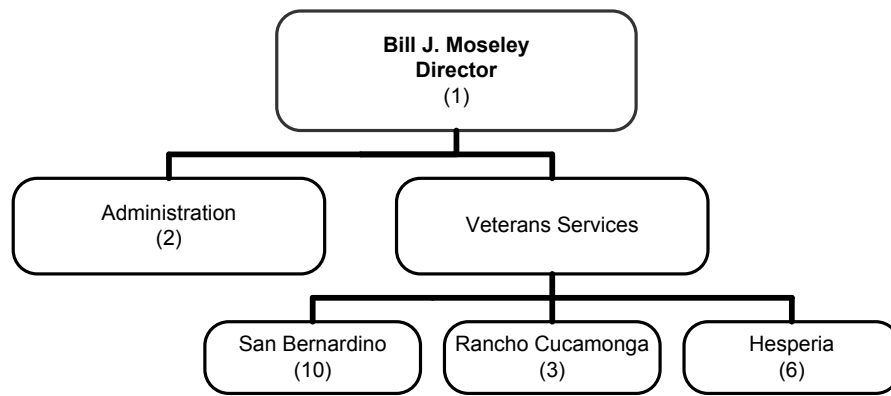 Bill J. Moseley
Director
(1)
Administration
(2)
Veterans Services
San Bernardino
(10)
Rancho Cucamonga
(3)
Hesperia
(6)